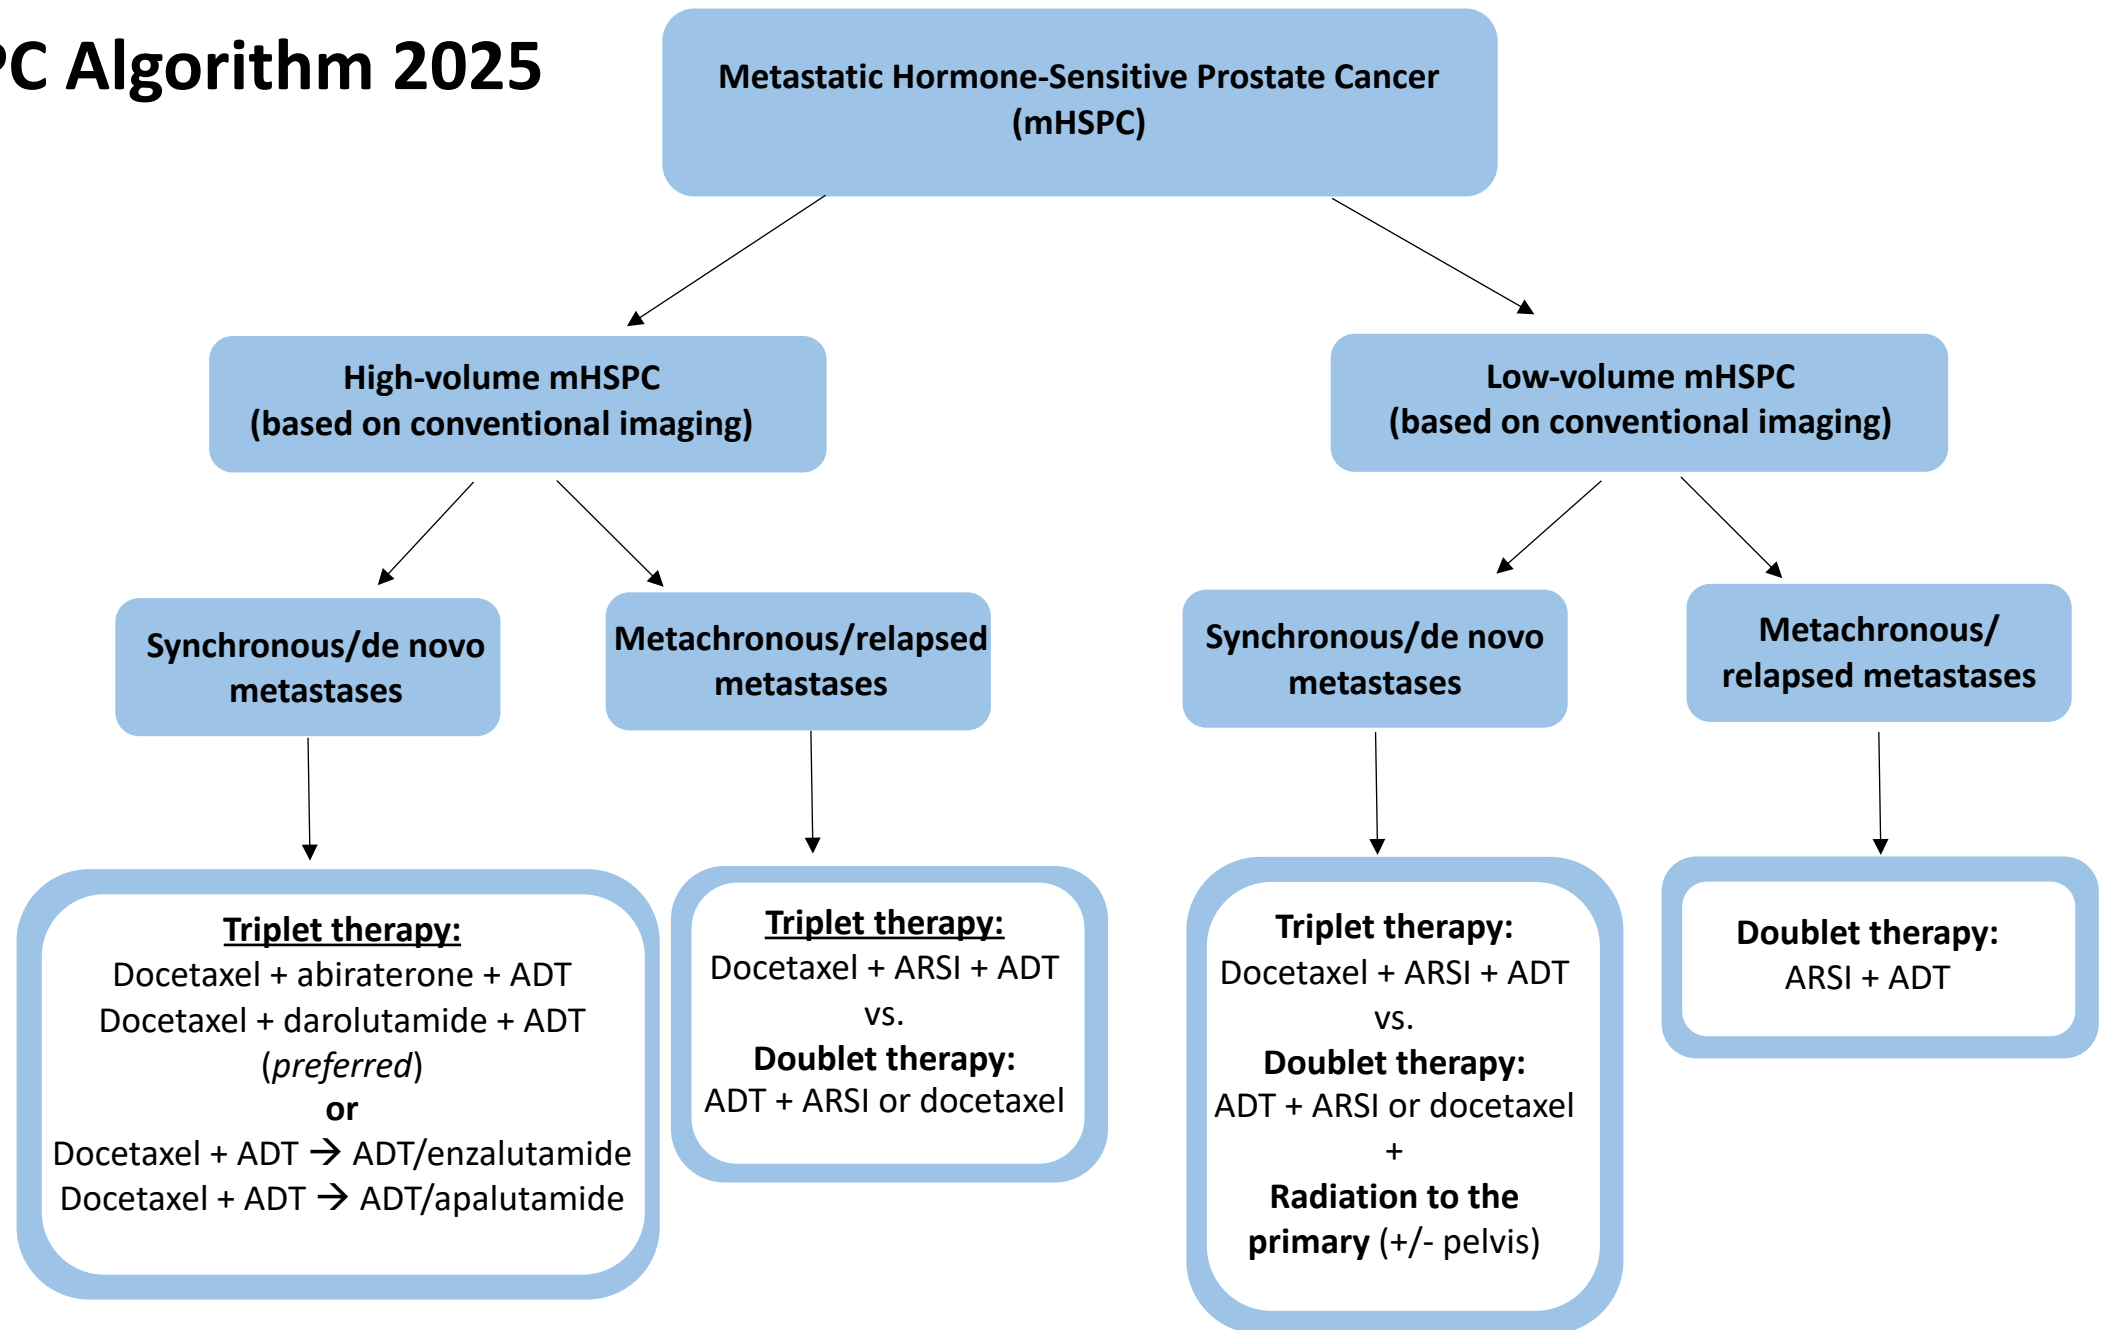 PC Algorithm 2025
Metastatic Hormone-Sensitive Prostate Cancer
(mHSPC)
High-volume mHSPC
(based on conventional imaging)
Low-volume mHSPC
(based on conventional imaging)
Synchronous/de novo
metastases
Metachronous/relapsed
metastases
Synchronous/de novo
metastases
Metachronous/
relapsed metastases
Triplet therapy:
Docetaxel + abiraterone + ADT
Docetaxel + darolutamide + ADT
(preferred)
or
Docetaxel + ADT → ADT/enzalutamide
Docetaxel + ADT → ADT/apalutamide
Triplet therapy:
Docetaxel + ARSI + ADT
vs.
Doublet therapy:
ADT + ARSI or docetaxel
Triplet therapy:
Docetaxel + ARSI + ADT
vs.
Doublet therapy:
ADT + ARSI or docetaxel
+
Radiation to the
primary (+/- pelvis)
Doublet therapy:
ARSI + ADT